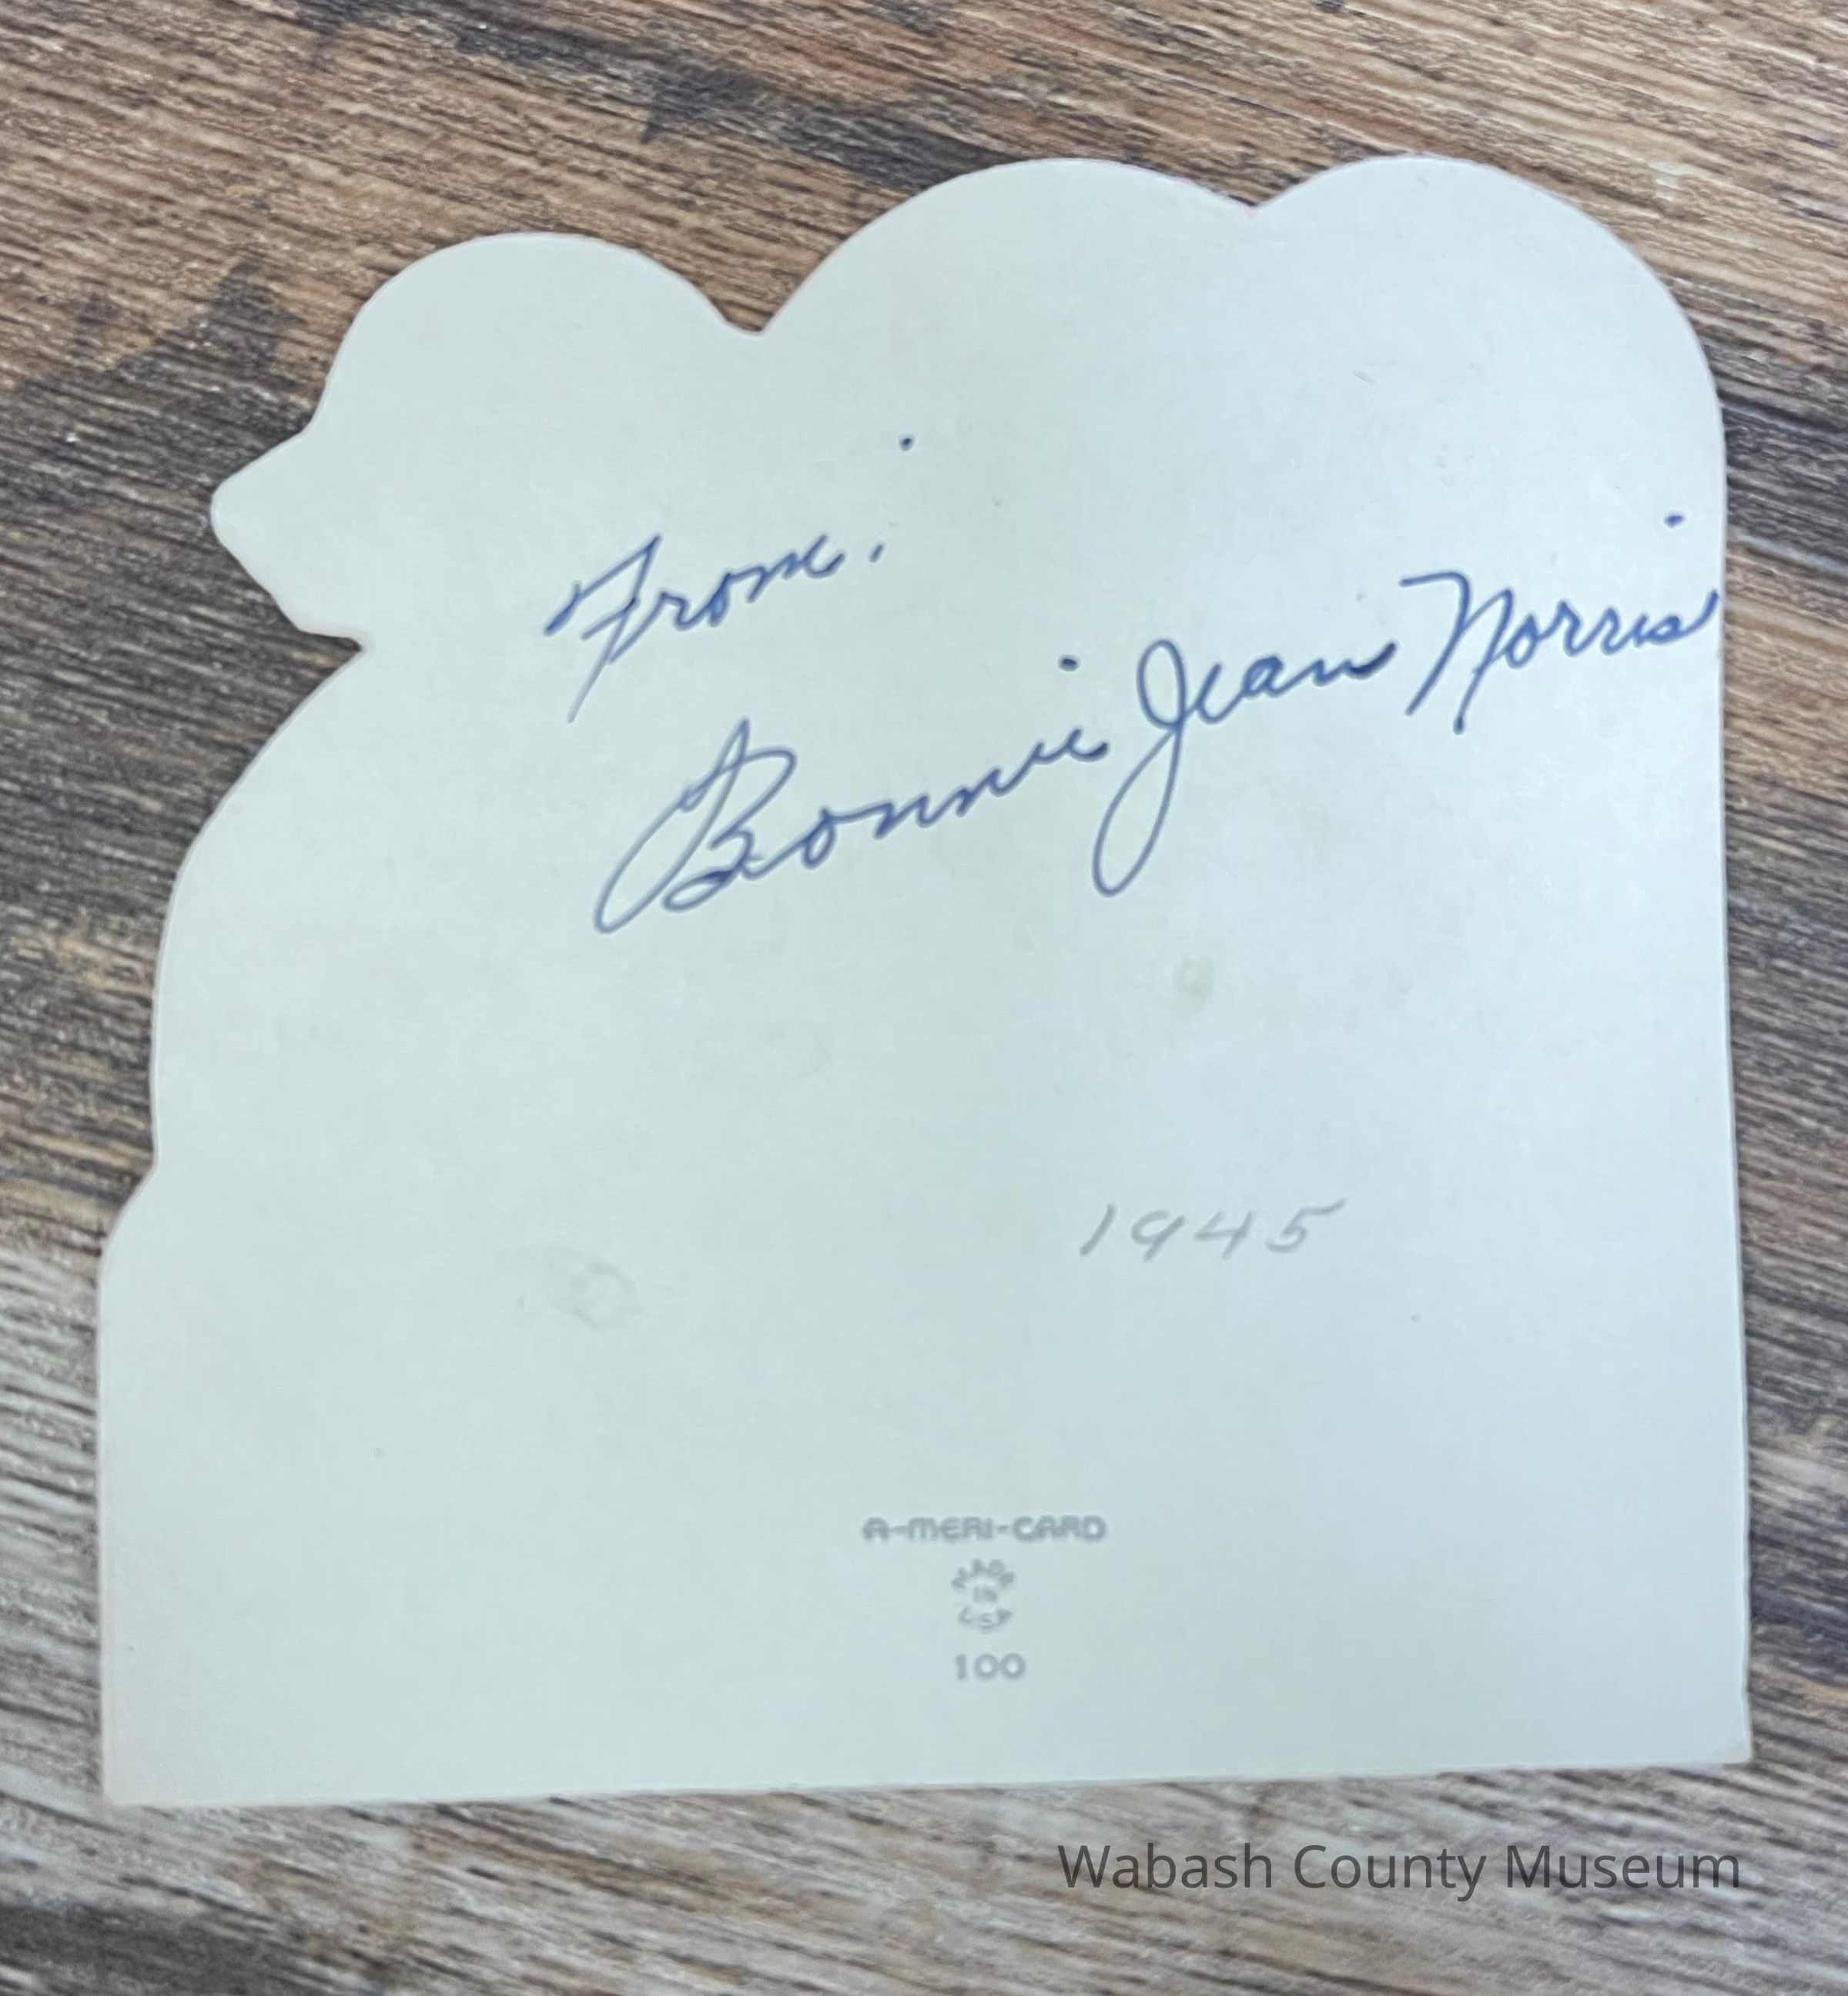 From:
Bonnie Jean Norris
1945
A-MERI-CARD
MADE
IN
USA
100
Wabash County Museum